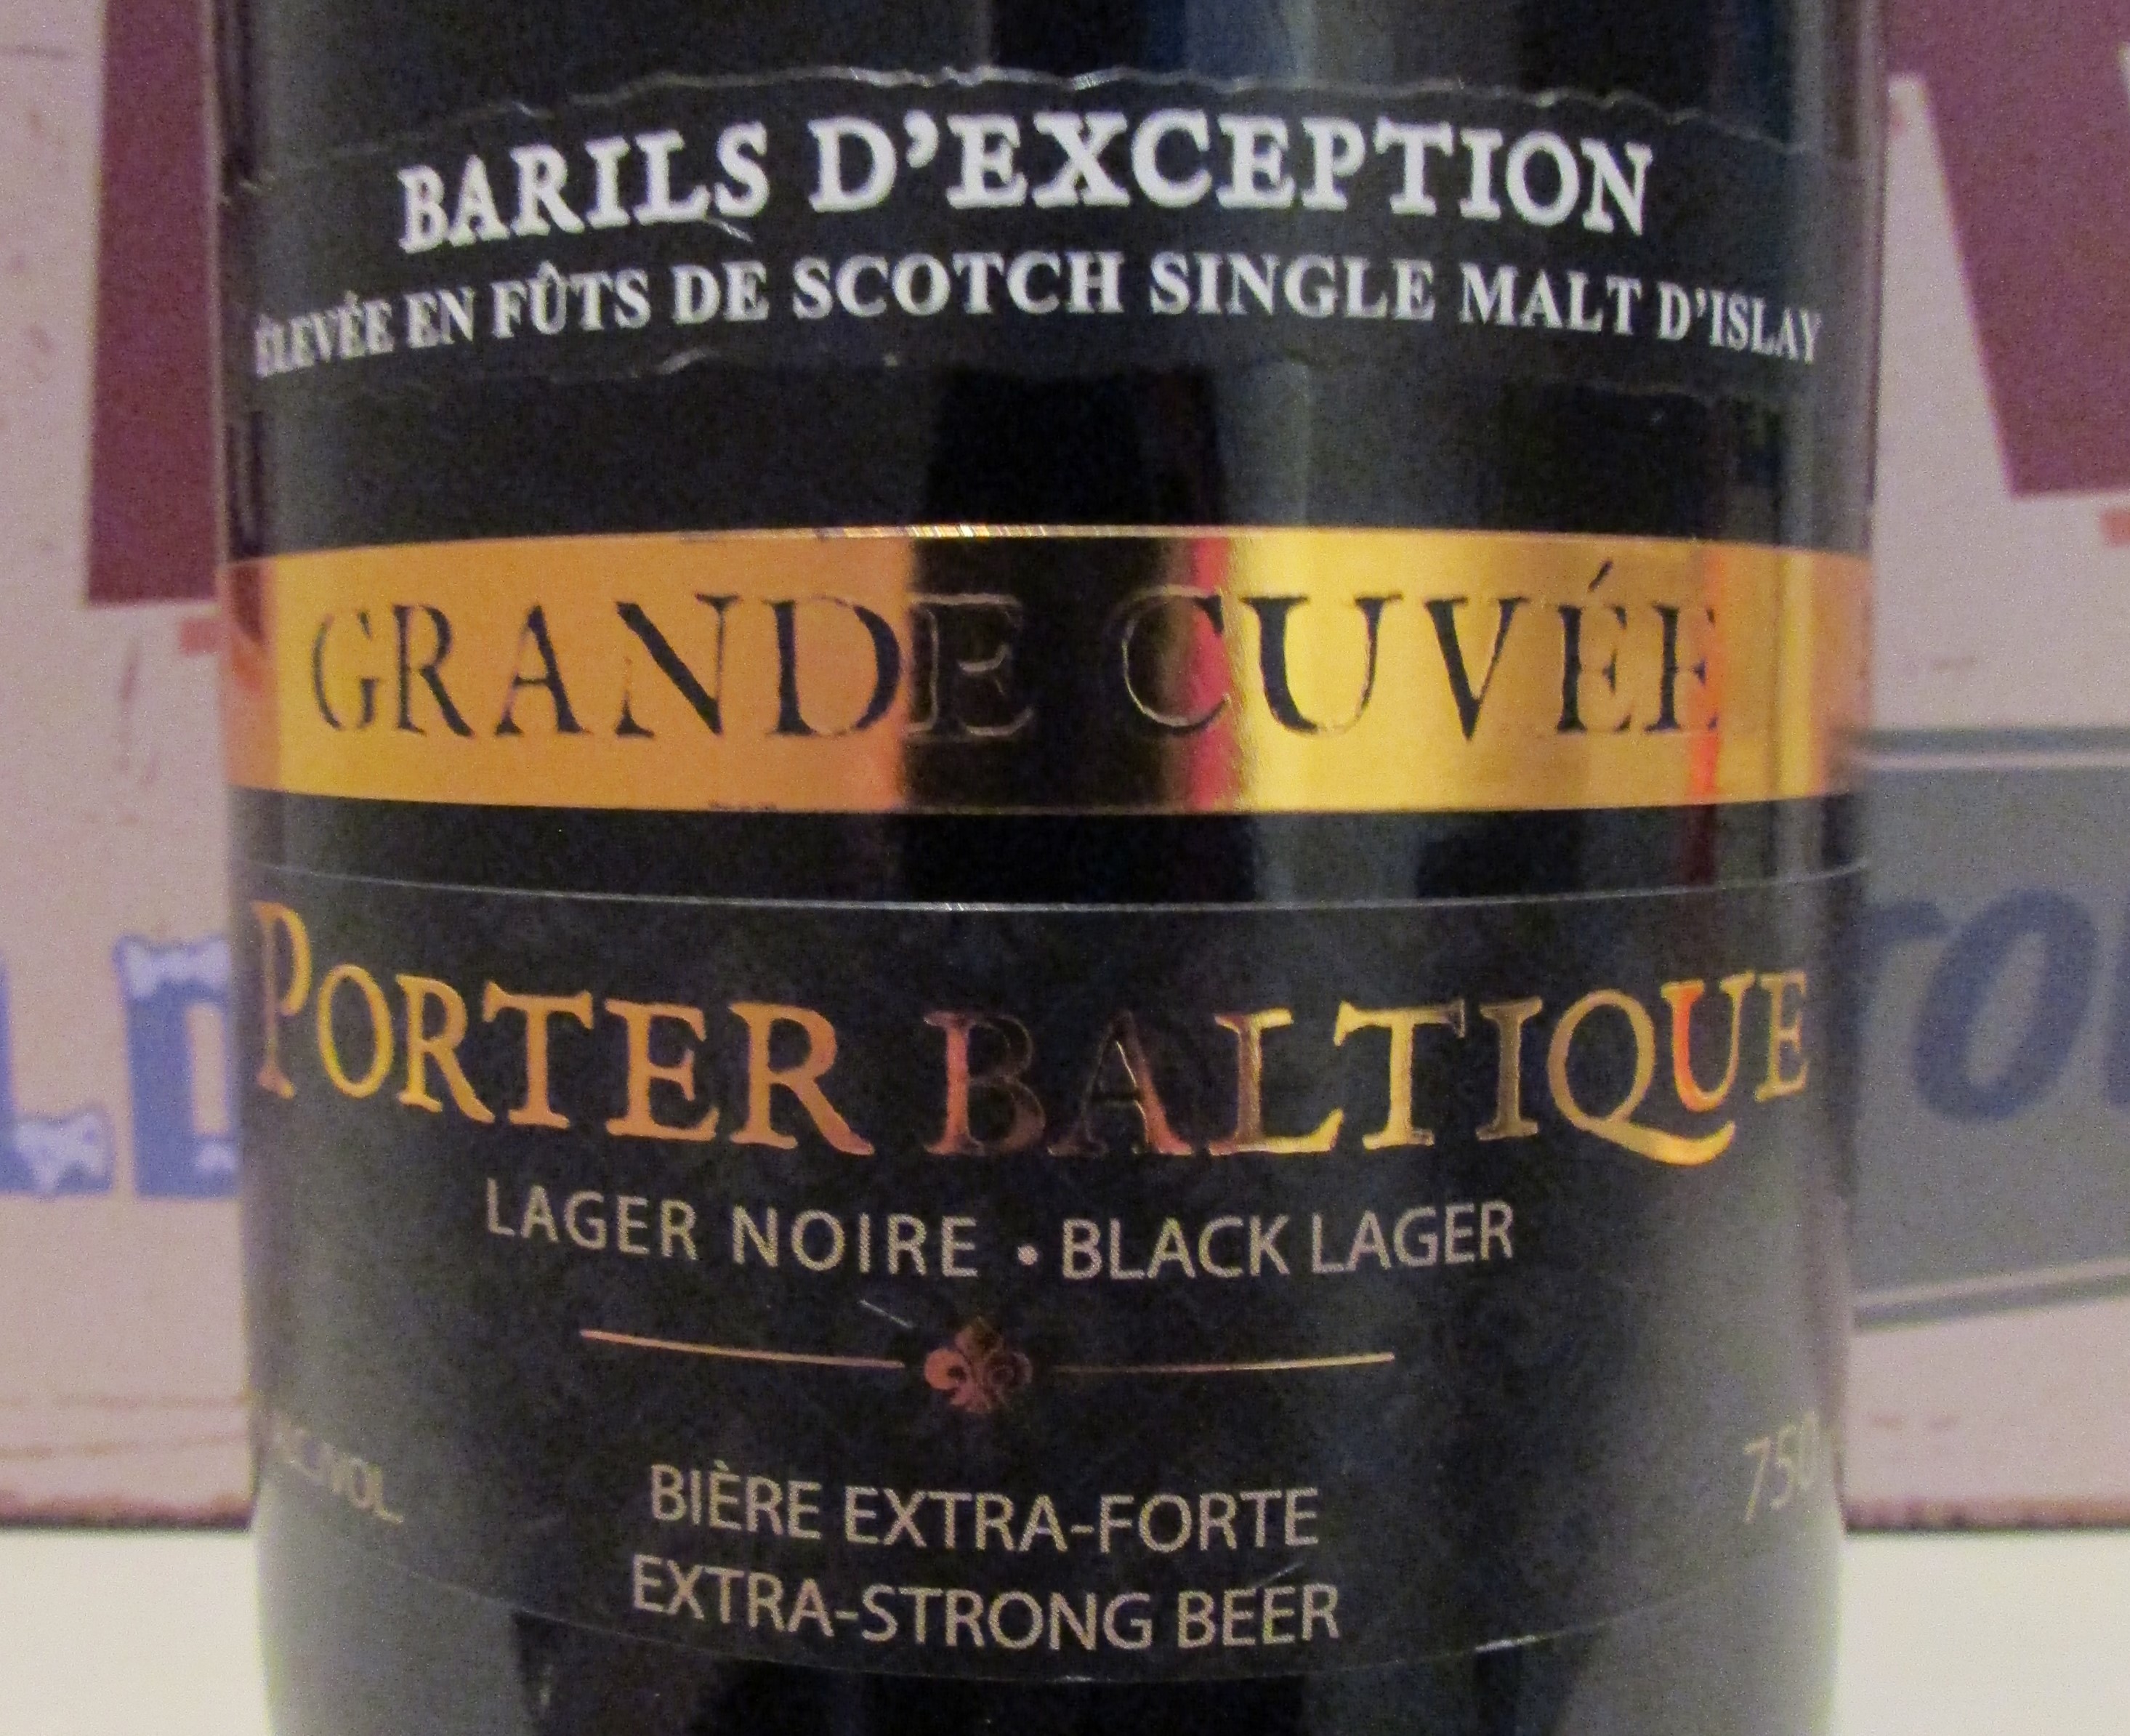 BARILS D'EXCEPTION
ÉLEVÉE EN FÛTS DE SCOTCH SINGLE MALT D'ISLAY
GRANDE CUVÉE
PORTER BALTIQUE
LAGER NOIRE • BLACK LAGER
750
BIÈRE EXTRA-FORTE
EXTRA-STRONG BEER